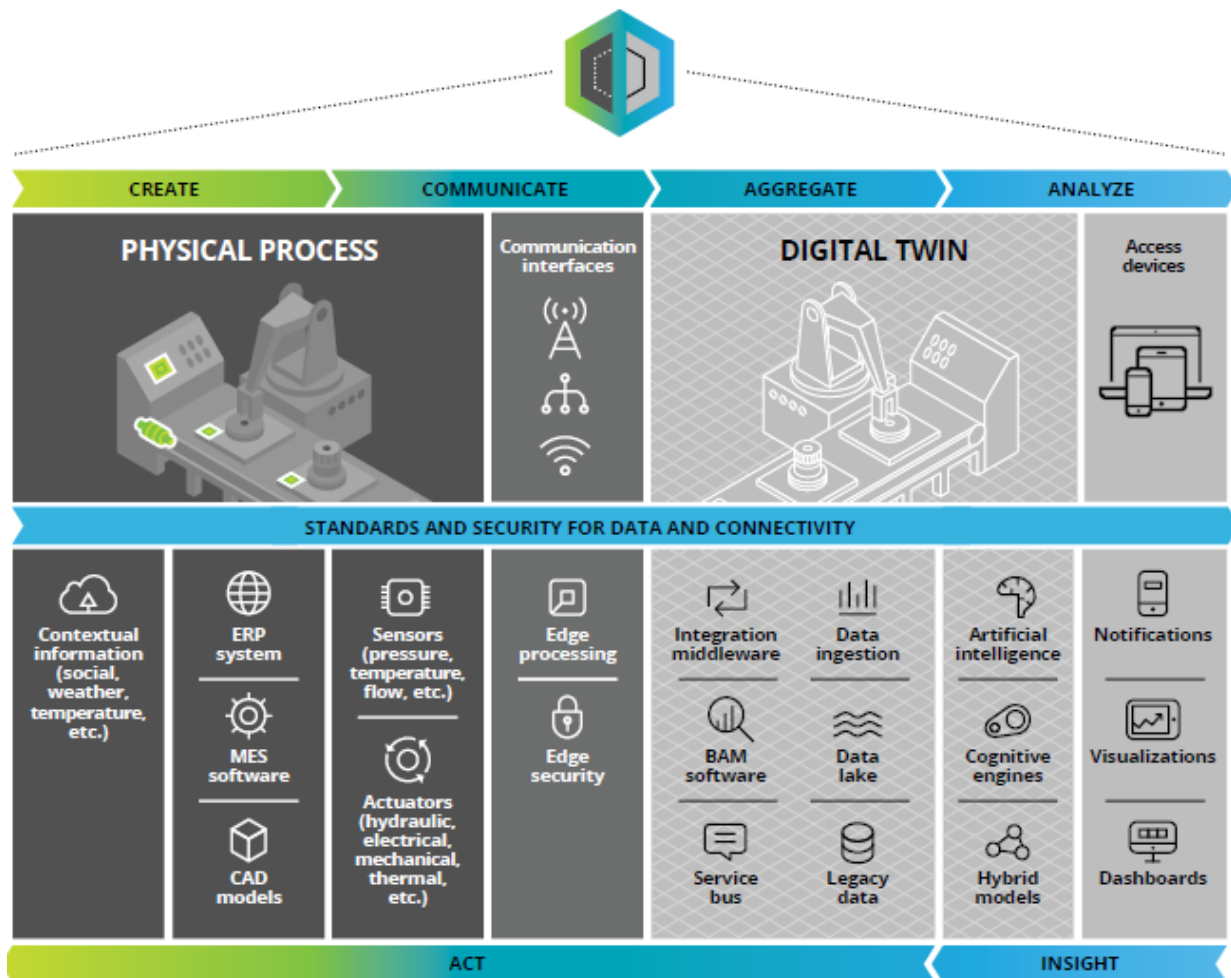 CREATE
COMMUNICATE
AGGREGATE
ANALYZE
PHYSICAL PROCESS
Communication
interfaces
DIGITAL TWIN
Access
devices
STANDARDS AND SECURITY FOR DATA AND CONNECTIVITY
Contextual
information
(social,
weather,
temperature,
etc.)
ERP
system
MES
software
CAD
models
Sensors
(pressure,
temperature,
flow, etc.)
Actuators
(hydraulic,
electrical,
mechanical,
thermal,
etc.)
Edge
processing
Edge
security
Integration
middleware
BAM
software
Service
bus
Data
ingestion
Data
lake
Legacy
data
Artificial
intelligence
Cognitive
engines
Hybrid
models
Notifications
Visualizations
Dashboards
ACT
INSIGHT